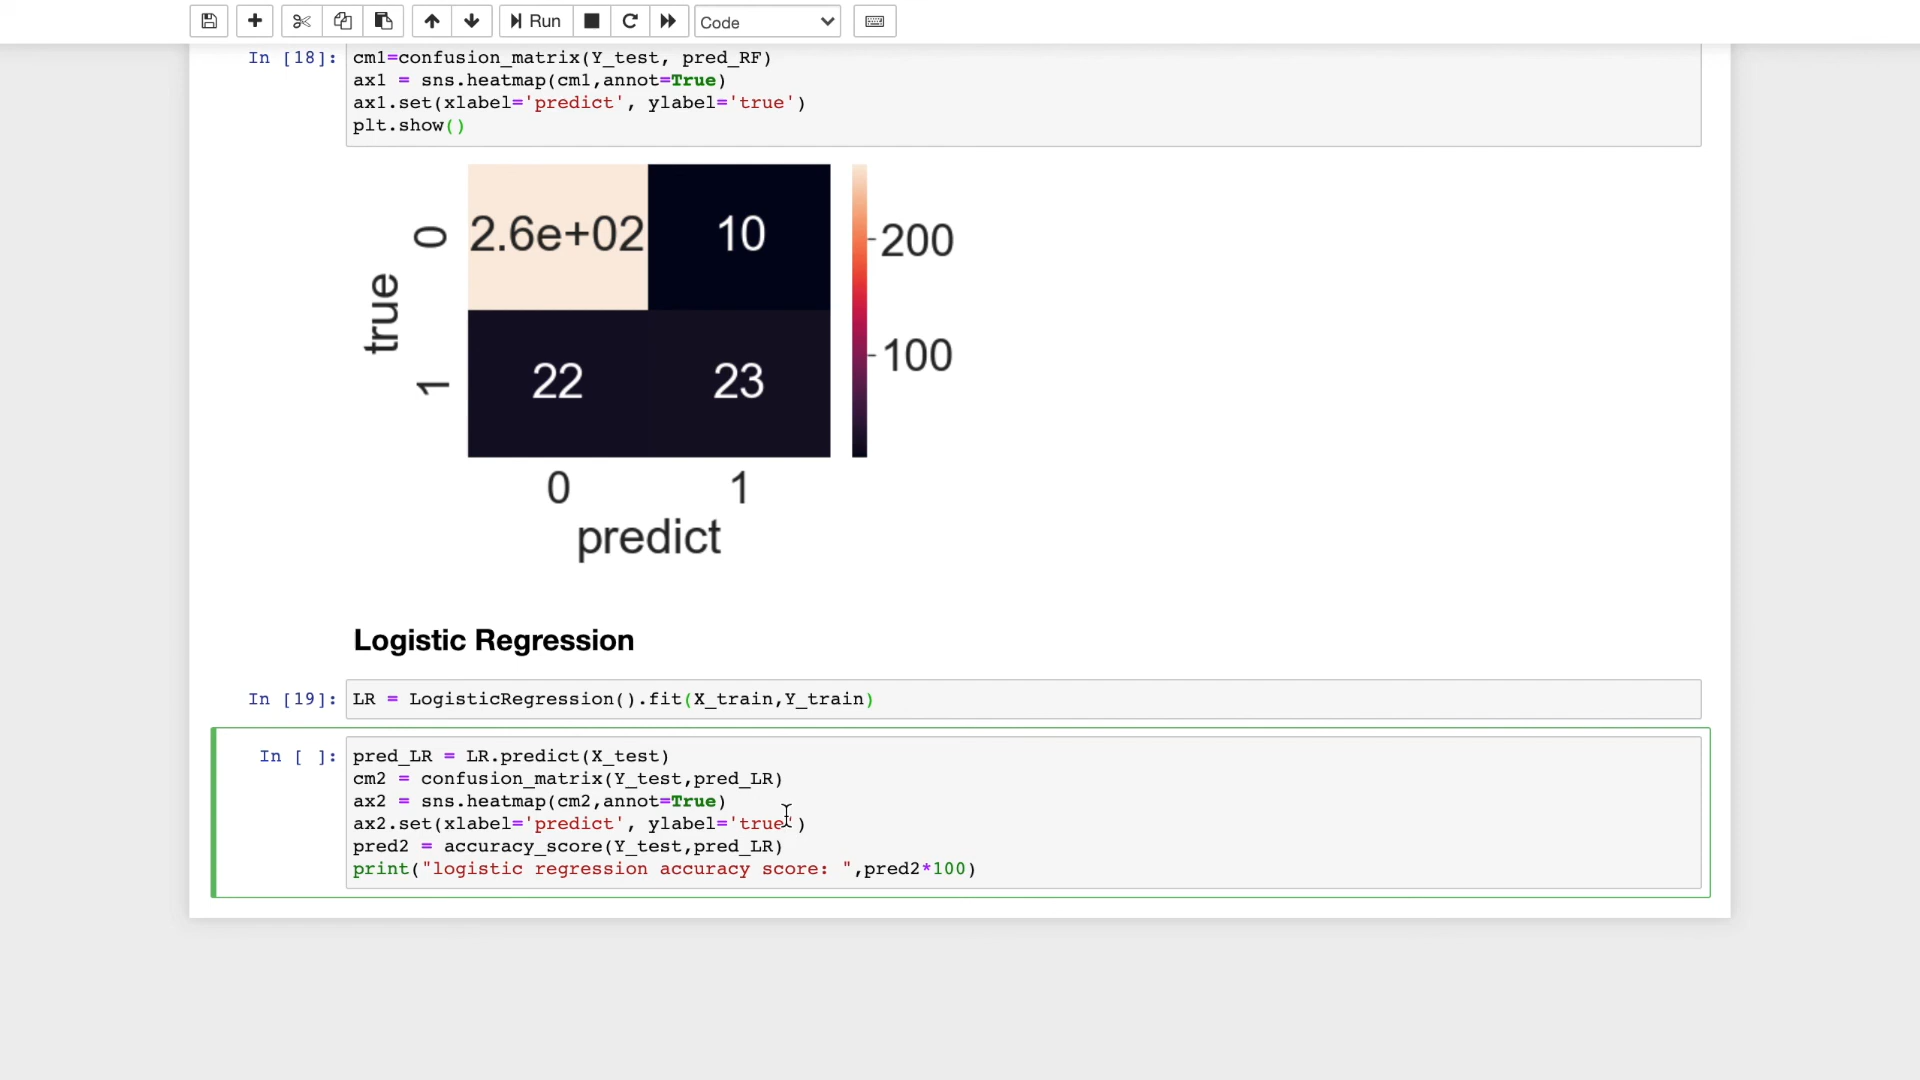 Run
Code
In [18]:
cm1=confusion_matrix(Y_test, pred_RF)
ax1 = sns.heatmap(cm1,annot=True)
ax1.set(xlabel='predict', ylabel='true')
plt.show()
2.6e+02 10
22 23
0
1
true
0 1
predict
200
100
Logistic Regression
In [19]:
LR = LogisticRegression().fit(X_train,Y_train)
In [ ]:
pred_LR = LR.predict(X_test)
cm2 = confusion_matrix(Y_test,pred_LR)
ax2 = sns.heatmap(cm2,annot=True)
ax2.set(xlabel='predict', ylabel='true')
pred2 = accuracy_score(Y_test,pred_LR)
print("logistic regression accuracy score: ",pred2*100)